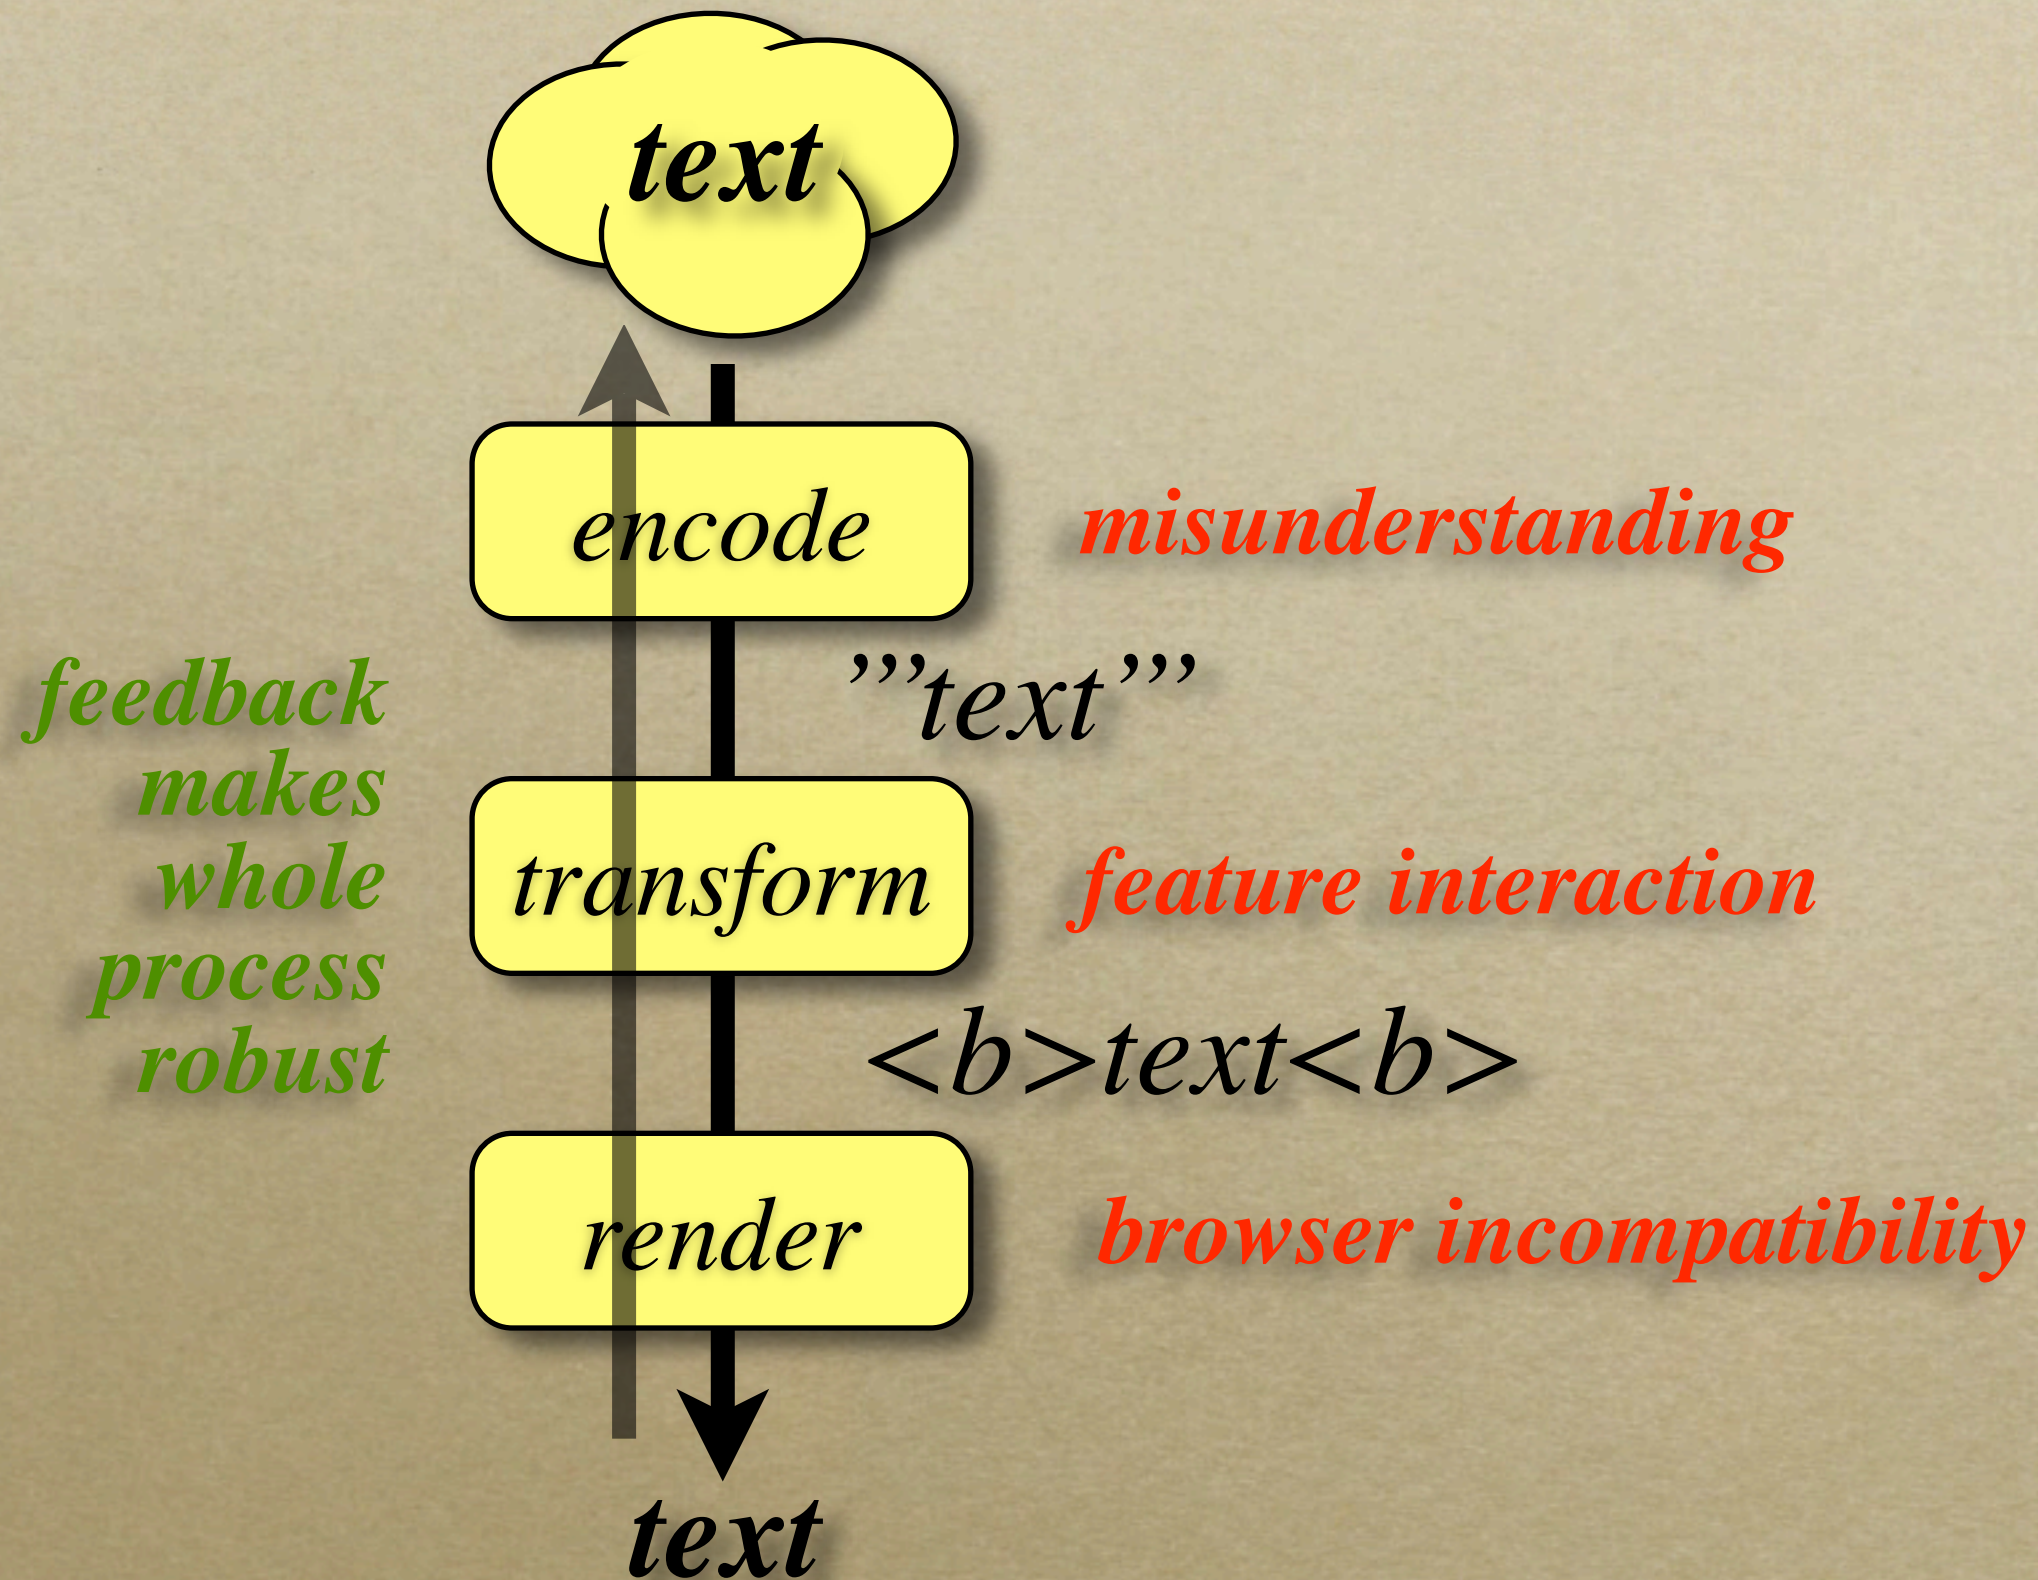 text
encode
misunderstanding
’’’text’’’
feedback
makes
whole
process
robust
transform
feature interaction
<b>text<b>
render
browser incompatibility
text